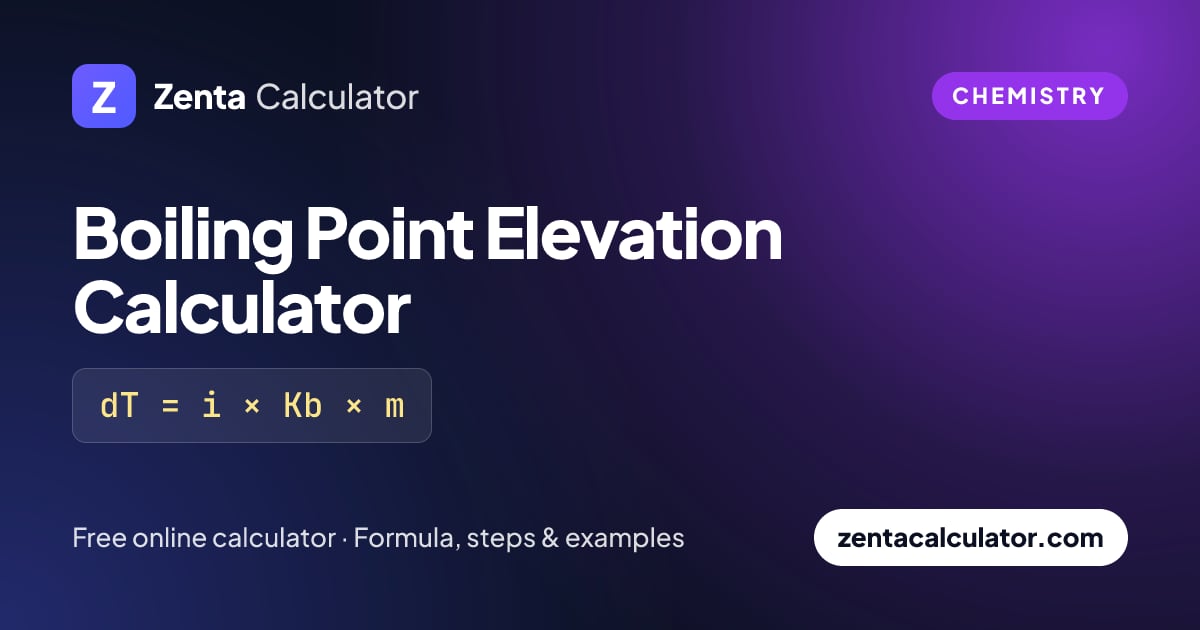 Z
Zenta Calculator
CHEMISTRY
Boiling Point Elevation
Calculator
dT = i × Kb × m
Free online calculator · Formula, steps & examples
zentacalculator.com